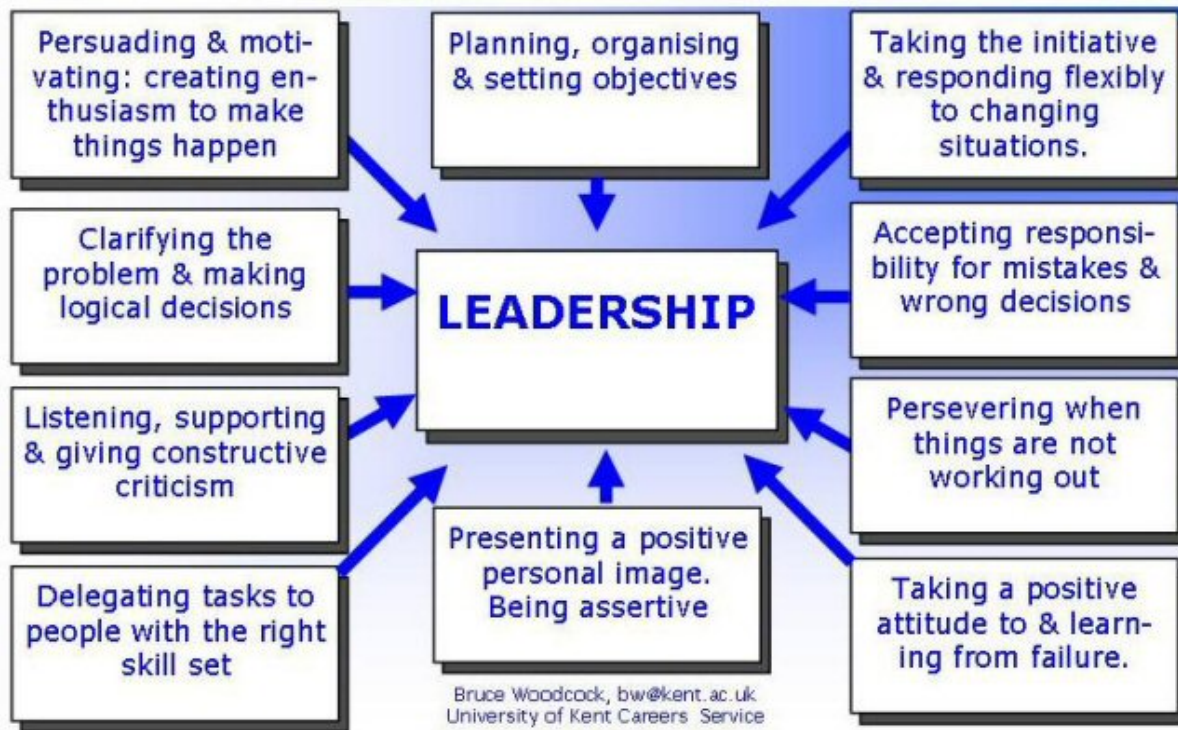 Persuading & moti-
vating: creating en-
thusiasm to make
things happen
Planning, organising
& setting objectives
Taking the initiative
& responding flexibly
to changing
situations.
Clarifying the
problem & making
logical decisions
LEADERSHIP
Accepting responsi-
bility for mistakes &
wrong decisions
Listening, supporting
& giving constructive
criticism
Persevering when
things are not
working out
Delegating tasks to
people with the right
skill set
Presenting a positive
personal image.
Being assertive
Taking a positive
attitude to & learn-
ing from failure.
Bruce Woodcock, bw@kent.ac.uk
University of Kent Careers Service